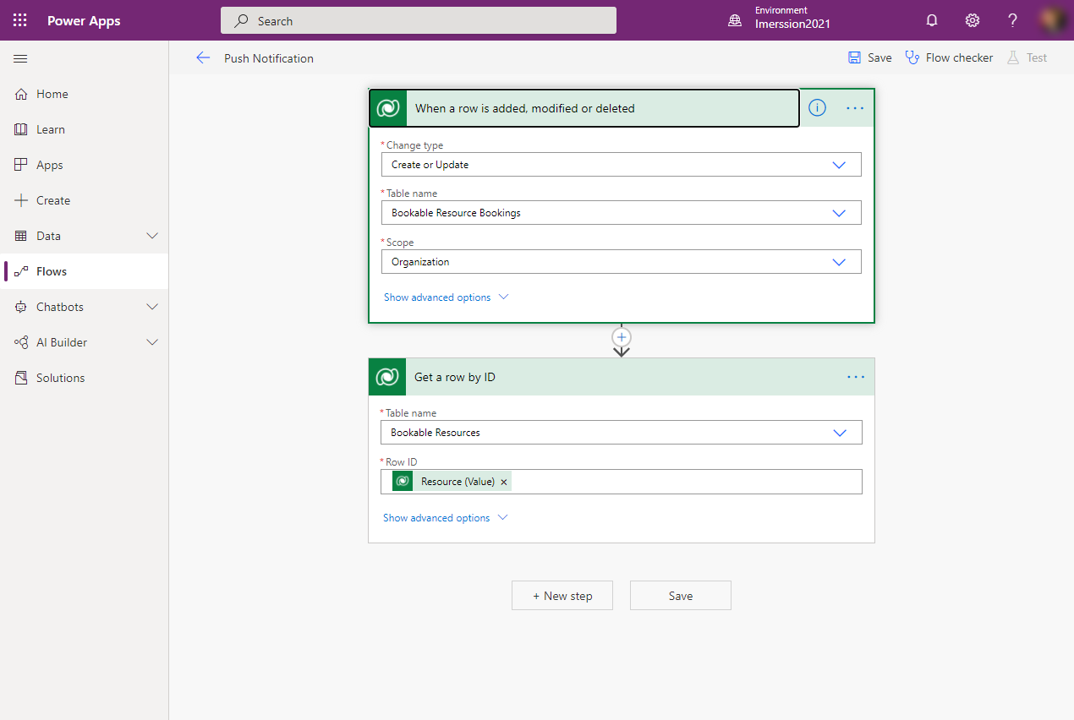 Power Apps
Search
Environment
Imerssion2021
?
Push Notification
Save
Flow checker
Test
Home
Learn
Apps
Create
Data
Flows
Chatbots
AI Builder
Solutions
When a row is added, modified or deleted
* Change type
Create or Update
* Table name
Bookable Resource Bookings
* Scope
Organization
Show advanced options
Get a row by ID
* Table name
Bookable Resources
* Row ID
Resource (Value) ×
Show advanced options
+ New step
Save